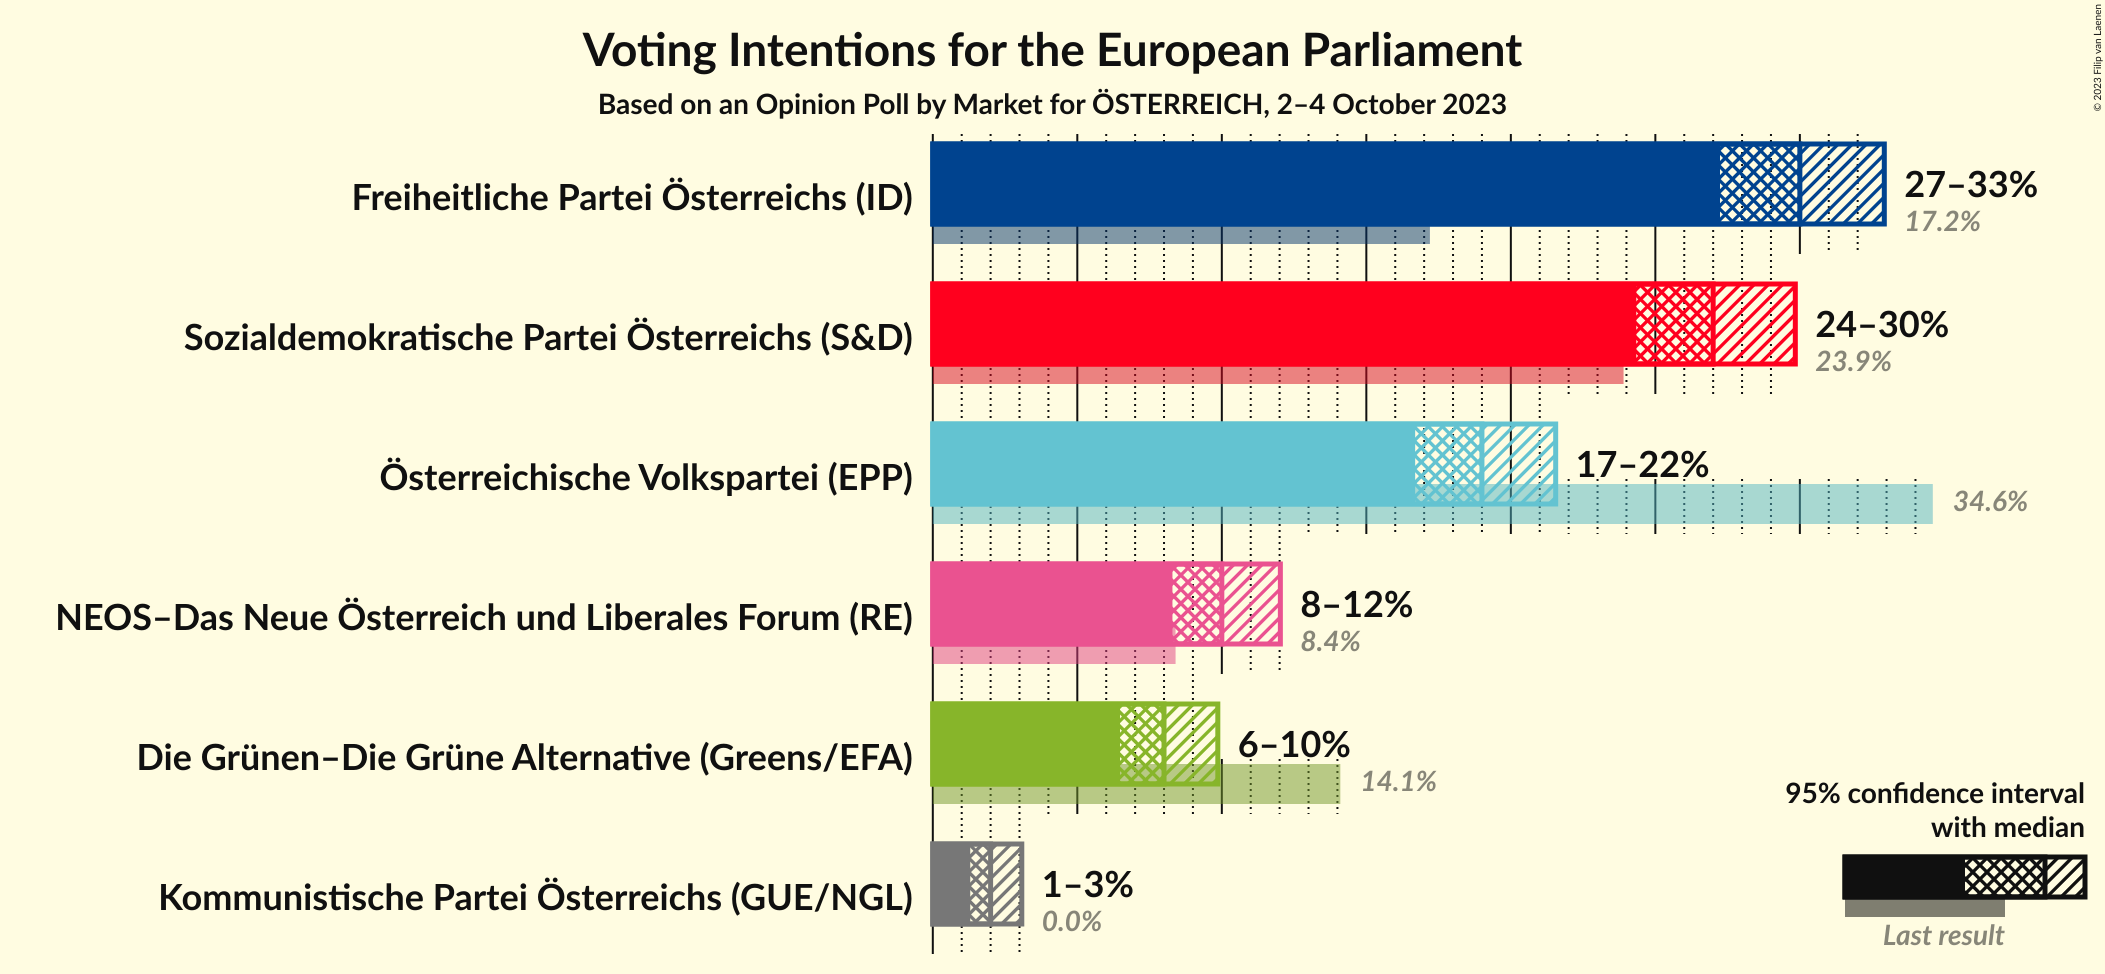 Voting Intentions for the European Parliament
Based on an Opinion Poll by Market for ÖSTERREICH, 2–4 October 2023
© 2023 Filip van Laenen
Freiheitliche Partei Österreichs (ID)
27–33%
17.2%
Sozialdemokratische Partei Österreichs (S&D)
24–30%
23.9%
Österreichische Volkspartei (EPP)
17–22%
34.6%
NEOS–Das Neue Österreich und Liberales Forum (RE)
8–12%
8.4%
Die Grünen–Die Grüne Alternative (Greens/EFA)
6–10%
14.1%
Kommunistische Partei Österreichs (GUE/NGL)
1–3%
0.0%
95% confidence interval
with median
Last result